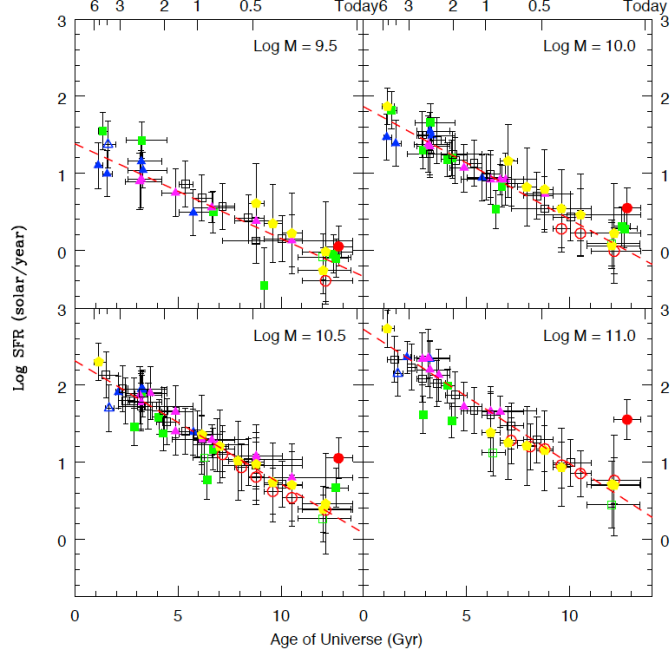 6 3 2 1 0.5 Today 6 3 2 1 0.5 Today
3 3
Log M = 9.5 Log M = 10.0
2 2
1 1
0 0
Log SFR (solar/year)
3 3
Log M = 10.5 Log M = 11.0
2 2
1 1
0 0
0 5 10 0 5 10
Age of Universe (Gyr)